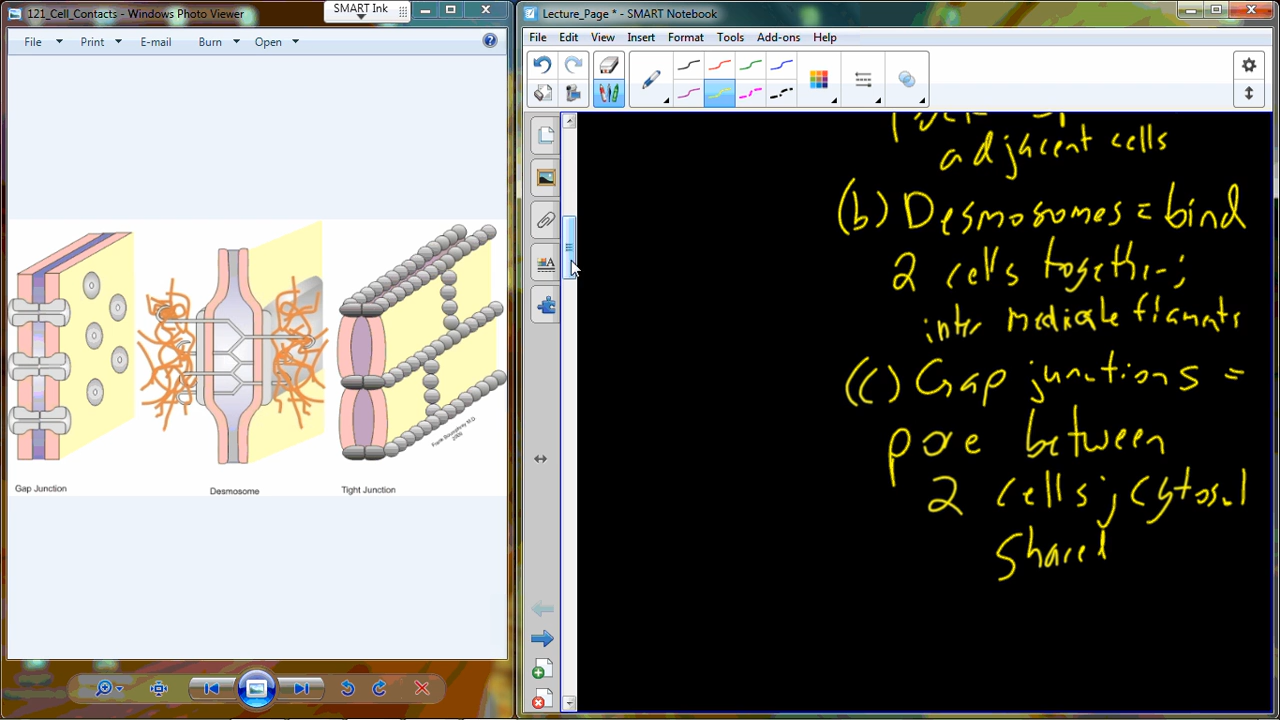 121_Cell_Contacts - Windows Photo Viewer
SMART Ink
File Print E-mail Burn Open
Gap Junction
Desmosome
Tight Junction
Lecture_Page * - SMART Notebook
File Edit View Insert Format Tools Add-ons Help
adjacent cells
(b) Desmosomes = bind
2 cells together;
inter mediate filaments
(c) Gap junctions =
pore between
2 cells; cytosol
shared